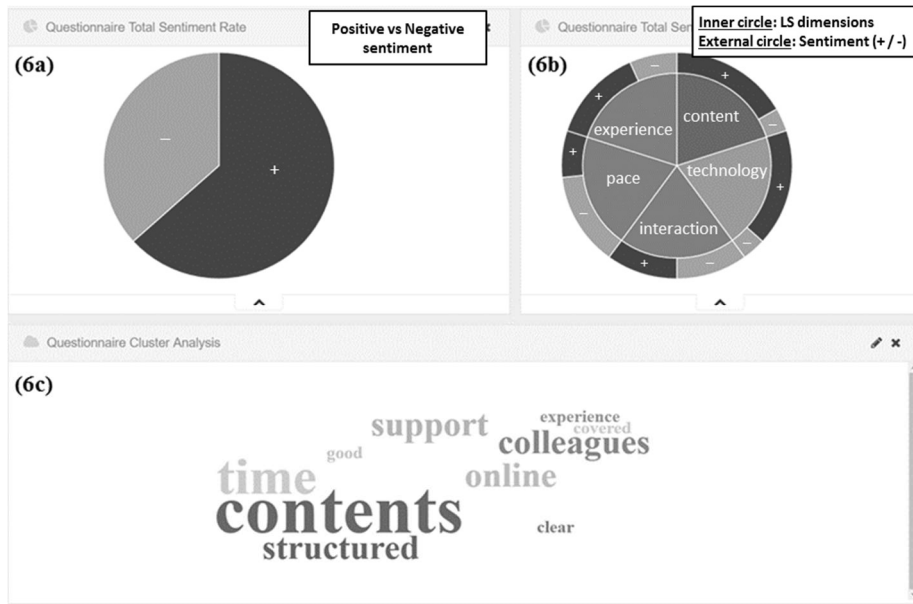 Questionnaire Total Sentiment Rate
Positive vs Negative
sentiment
(6a)
–
+
Questionnaire Total
Inner circle: LS dimensions
External circle: Sentiment (+ / -)
(6b)
–
+
+
experience
content
–
+
pace
technology
+
–
interaction
–
+
–
Questionnaire Cluster Analysis
(6c)
experience
support
covered
colleagues
good
time
online
contents
clear
structured